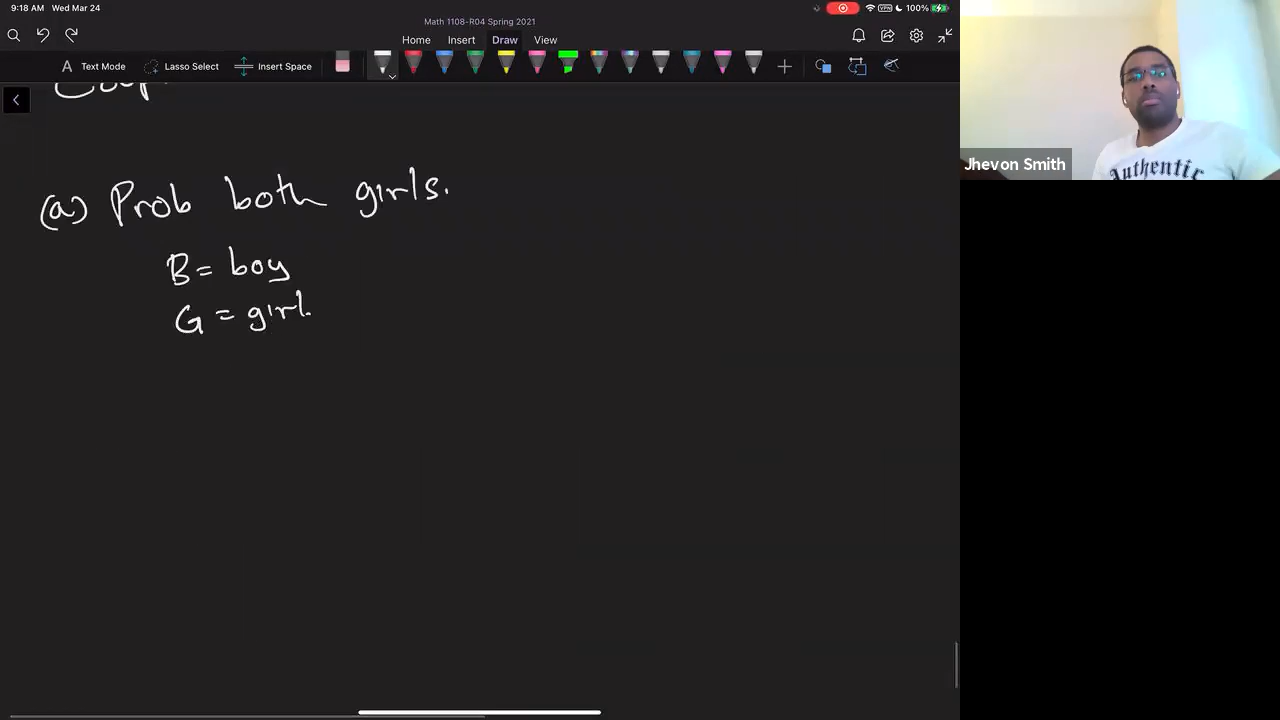 9:18 AM Wed Mar 24
100%
Math 1108-R04 Spring 2021
Home Insert Draw View
Text Mode Lasso Select Insert Space
(a) Prob both girls.
B = boy
G = girl.
Jhevon Smith
Authentic